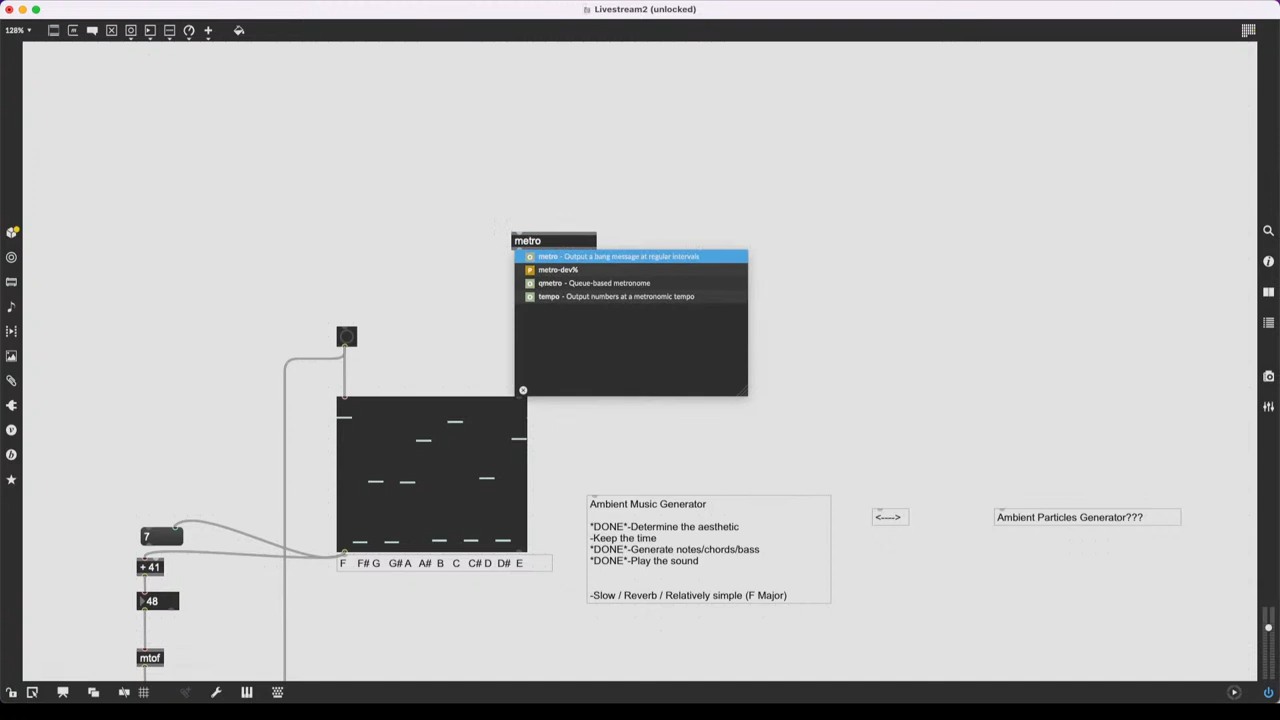 Livestream2 (unlocked)
128%
metro
metro - Output a bang message at regular intervals
metro-dev%
qmetro - Queue-based metronome
tempo - Output numbers at a metronomic tempo
Ambient Music Generator
*DONE*-Determine the aesthetic
-Keep the time
*DONE*-Generate notes/chords/bass
*DONE*-Play the sound
-Slow / Reverb / Relatively simple (F Major)
<---->
Ambient Particles Generator???
7
F F# G G# A A# B C C# D D# E
+ 41
48
mtof